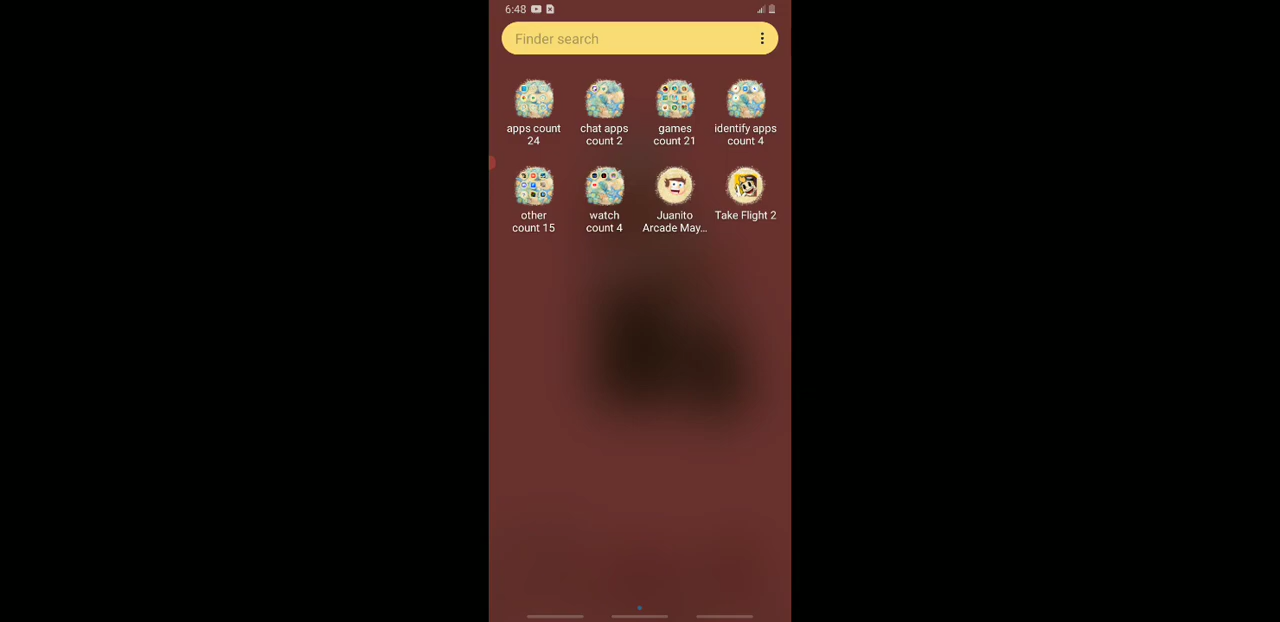 6:48
Finder search
apps count
24
chat apps
count 2
games
count 21
identify apps
count 4
other
count 15
watch
count 4
Juanito
Arcade May...
Take Flight 2